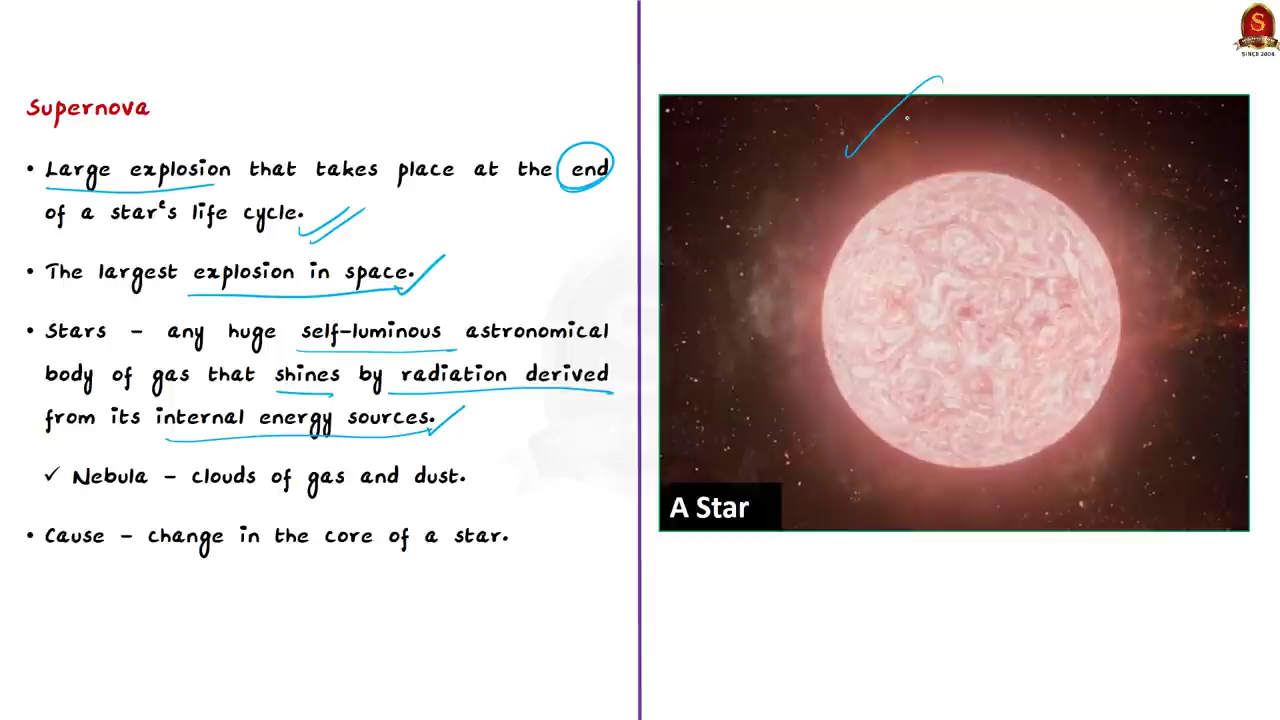 Supernova
• Large explosion that takes place at the end
of a star's life cycle.
• The largest explosion in space.
• Stars – any huge self-luminous astronomical
body of gas that shines by radiation derived
from its internal energy sources.
✓ Nebula – clouds of gas and dust.
• Cause – change in the core of a star.
S
SINCE 2004
A Star